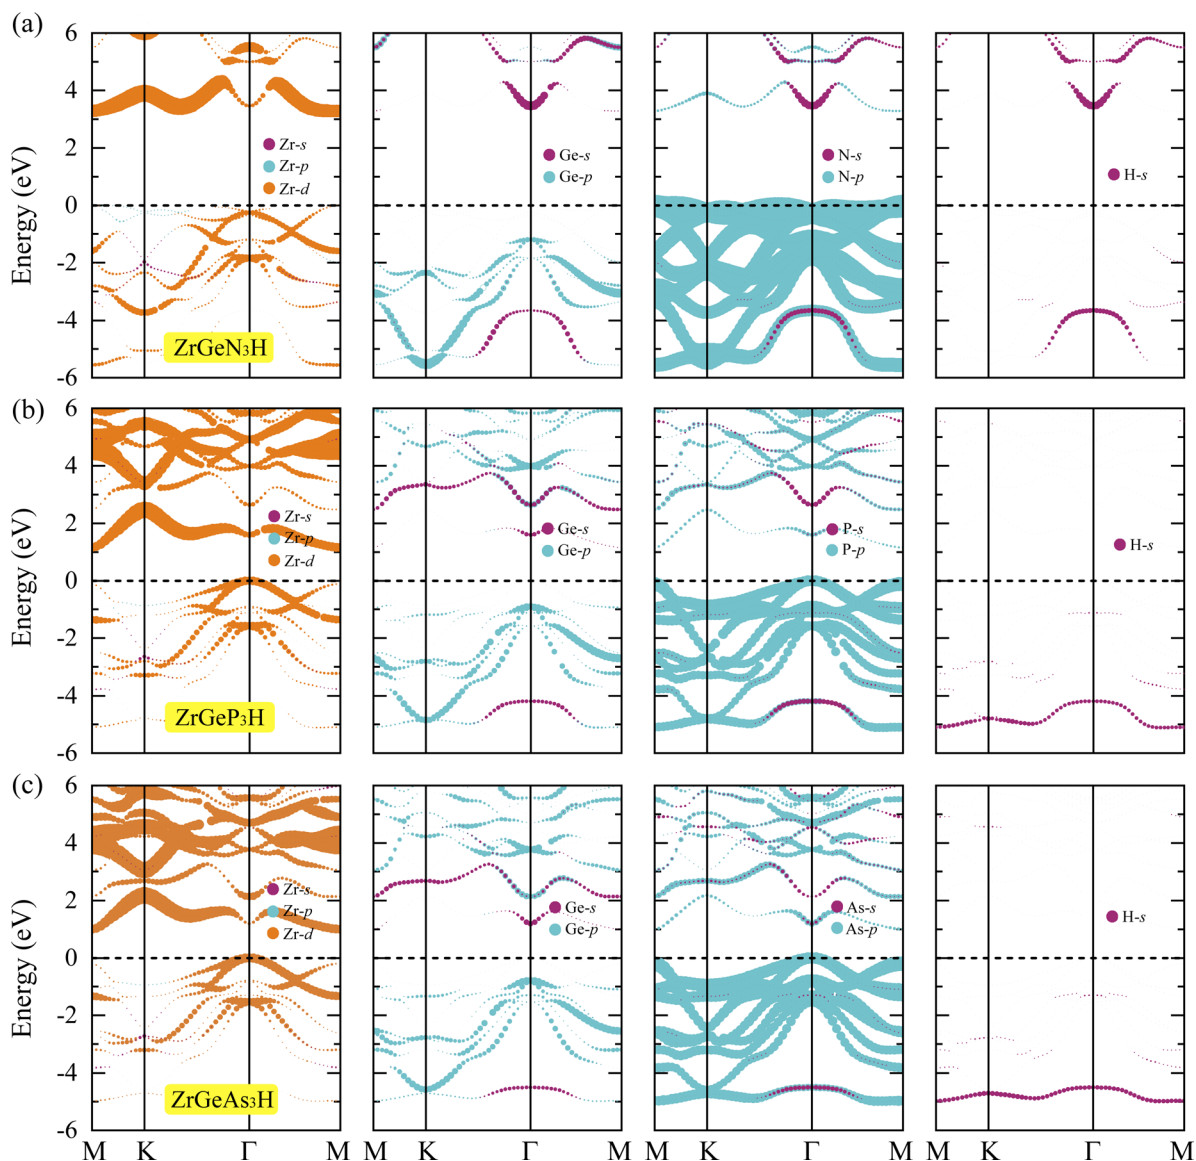 (a)
6
4
2
0
-2
-4
-6
Energy (eV)
Zr-s
Zr-p
Zr-d
ZrGeN₃H
Ge-s
Ge-p
N-s
N-p
H-s
(b)
6
4
2
0
-2
-4
-6
Energy (eV)
Zr-s
Zr-p
Zr-d
ZrGeP₃H
Ge-s
Ge-p
P-s
P-p
H-s
(c)
6
4
2
0
-2
-4
-6
Energy (eV)
Zr-s
Zr-p
Zr-d
ZrGeAs₃H
Ge-s
Ge-p
As-s
As-p
H-s
M K Γ M M K Γ M M K Γ M M K Γ M